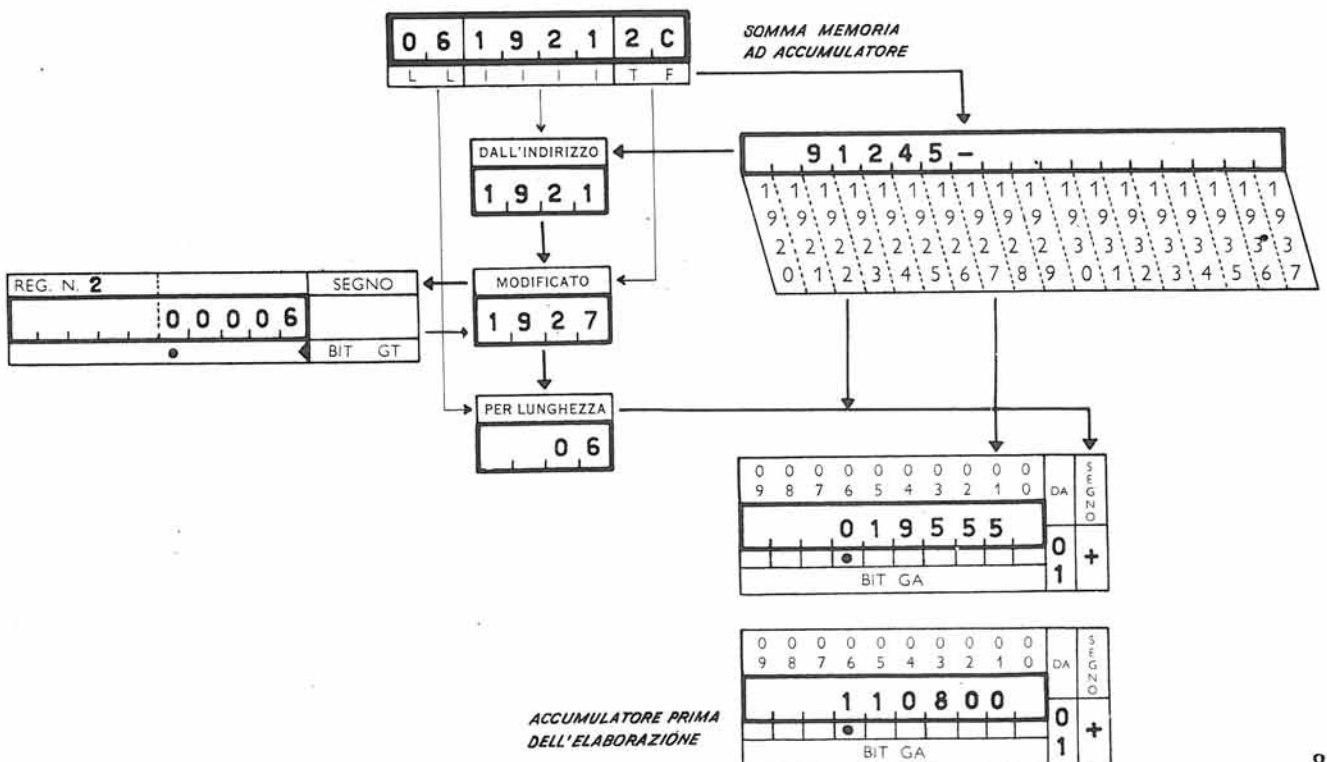 0 6 1 9 2 1 2 C
L L I I I I T F
SOMMA MEMORIA
AD ACCUMULATORE
DALL'INDIRIZZO
1 9 2 1
9 1 2 4 5 -
1 1 1 1 1 1 1 1 1 1 1 1 1 1 1 1 1 1
9 9 9 9 9 9 9 9 9 9 9 9 9 9 9 9 9 9
2 2 2 2 2 2 2 2 2 2 3 3 3 3 3 3 3 3
0 1 2 3 4 5 6 7 8 9 0 1 2 3 4 5 6 7
REG. N. 2 SEGNO
0 0 0 0 6
BIT GT
MODIFICATO
1 9 2 7
PER LUNGHEZZA
0 6
0 0 0 0 0 0 0 0 0 0
9 8 7 6 5 4 3 2 1 0
DA
SEGNO
0 1 9 5 5 5
01
+
BIT GA
0 0 0 0 0 0 0 0 0 0
9 8 7 6 5 4 3 2 1 0
DA
SEGNO
1 1 0 8 0 0
01
+
BIT GA
ACCUMULATORE PRIMA
DELL'ELABORAZIONE